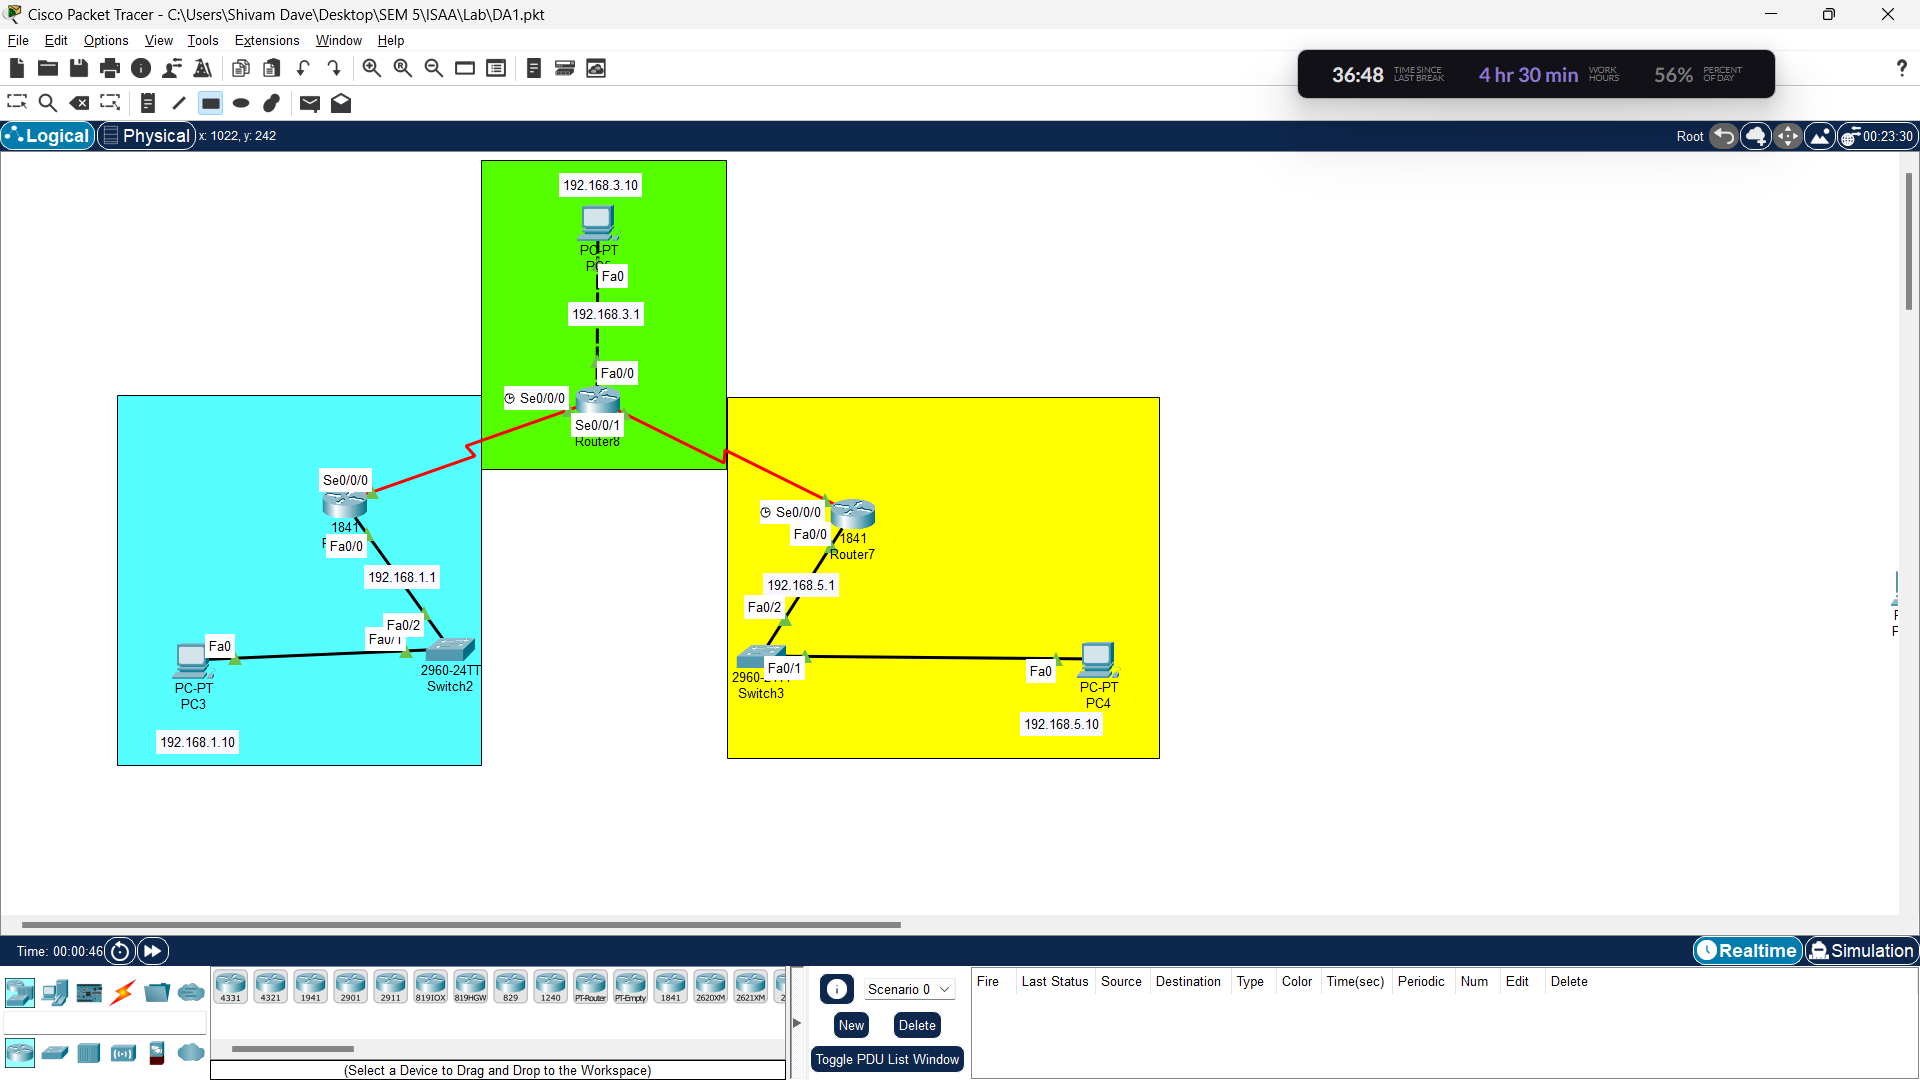 Cisco Packet Tracer - C:\Users\Shivam Dave\Desktop\SEM 5\ISAA\Lab\DA1.pkt
File Edit Options View Tools Extensions Window Help
36:48 TIME SINCE LAST BREAK 4 hr 30 min WORK HOURS 56% PERCENT OF DAY
?
Logical Physical x: 1022, y: 242 Root 00:23:30
192.168.3.10
PC-PT
Fa0
192.168.3.1
Fa0/0
Se0/0/0
Se0/0/1
Router8
Se0/0/0
1841
Fa0/0
192.168.1.1
Fa0/2
Fa0/1
Fa0
2960-24TT
Switch2
PC-PT
PC3
192.168.1.10
Se0/0/0
Fa0/0
1841
Router7
192.168.5.1
Fa0/2
Fa0/1
Switch3
Fa0
PC-PT
PC4
192.168.5.10
Time: 00:00:46 Realtime Simulation
4331 4321 1941 2901 2911 819IOX 819HGW 829 1240 PT-Router PT-Empty 1841 2620XM 2621XM
(Select a Device to Drag and Drop to the Workspace)
Scenario 0
New Delete
Toggle PDU List Window
Fire Last Status Source Destination Type Color Time(sec) Periodic Num Edit Delete